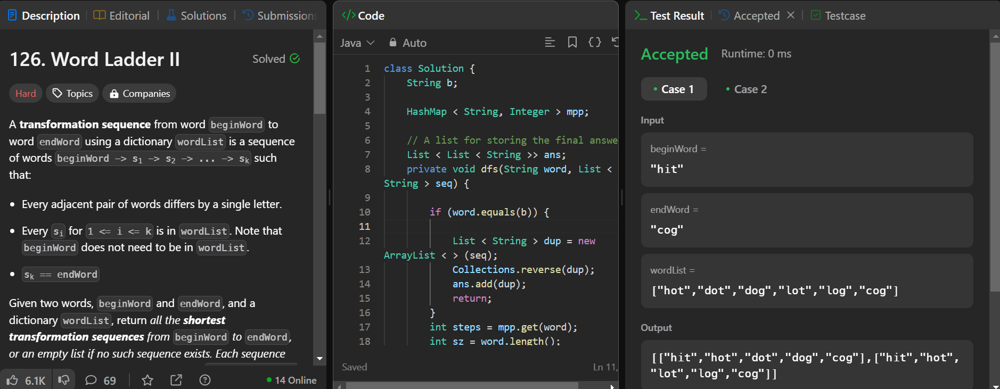 Description
Editorial
Solutions
Submissions
126. Word Ladder II
Solved
Hard
Topics
Companies
A transformation sequence from word beginWord to
word endWord using a dictionary wordList is a sequence
of words beginWord -> s1 -> s2 -> ... -> sk such
that:
• Every adjacent pair of words differs by a single letter.
• Every si for 1 <= i <= k is in wordList. Note that
beginWord does not need to be in wordList.
• sk == endWord
Given two words, beginWord and endWord, and a
dictionary wordList, return all the shortest
transformation sequences from beginWord to endWord,
or an empty list if no such sequence exists. Each sequence
6.1K
69
14 Online
</> Code
Java
Auto
1 class Solution {
2 String b;
3
4 HashMap < String, Integer > mpp;
5
6 // A list for storing the final answe
7 List < List < String >> ans;
8 private void dfs(String word, List <
String > seq) {
9
10 if (word.equals(b)) {
11
12 List < String > dup = new
ArrayList < > (seq);
13 Collections.reverse(dup);
14 ans.add(dup);
15 return;
16 }
17 int steps = mpp.get(word);
18 int sz = word.length();
Saved
Ln 11,
Test Result
Accepted
Testcase
Accepted
Runtime: 0 ms
• Case 1
• Case 2
Input
beginWord =
"hit"
endWord =
"cog"
wordList =
["hot","dot","dog","lot","log","cog"]
Output
[["hit","hot","dot","dog","cog"],["hit","hot",
"lot","log","cog"]]